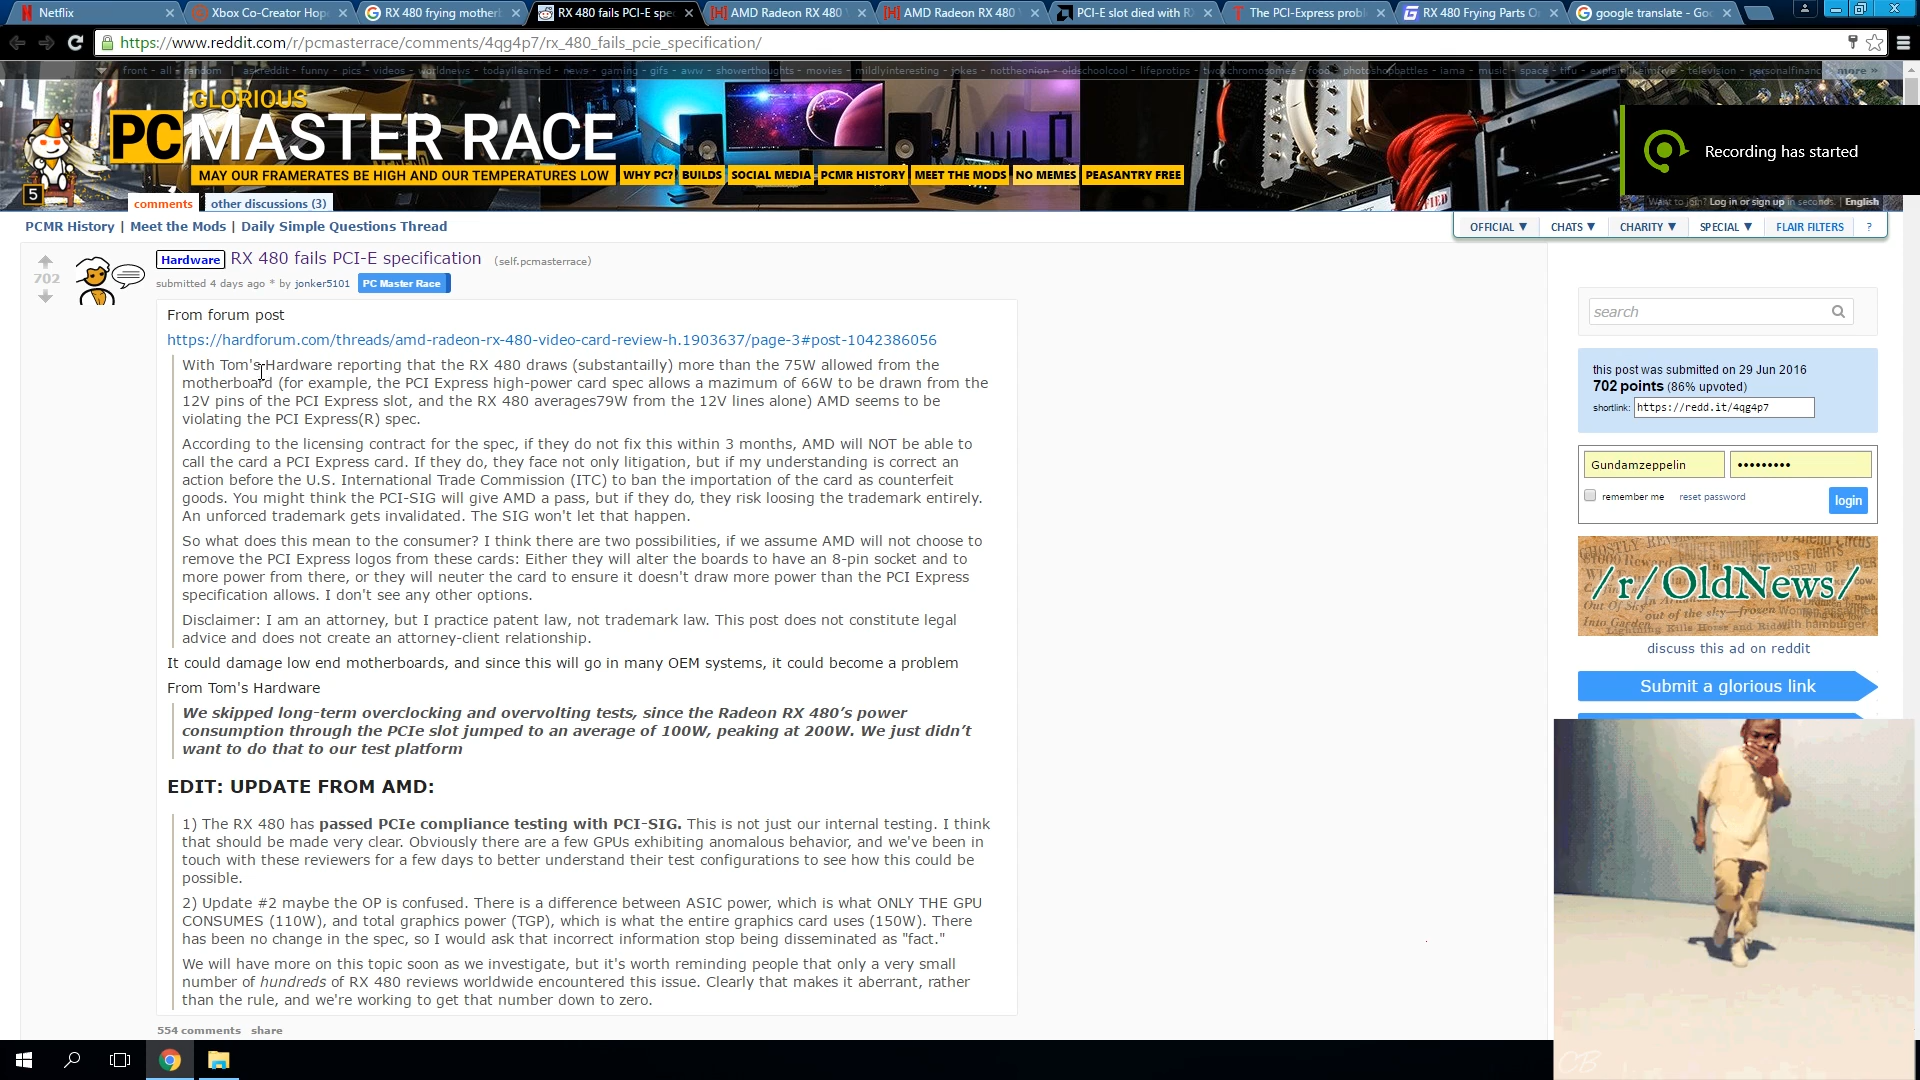 Netflix
Xbox Co-Creator Hop
RX 480 frying mother
RX 480 fails PCI-E spe
AMD Radeon RX 480
AMD Radeon RX 480
PCI-E slot died with R
The PCI-Express prob
RX 480 Frying Parts O
google translate - Go
https://www.reddit.com/r/pcmasterrace/comments/4qg4p7/rx_480_fails_pcie_specification/
front - all - random | askreddit - funny - pics - videos - worldnews - todayilearned - news - gaming - gifs - aww - showerthoughts - movies - mildlyinteresting - jokes - nottheonion - oldschoolcool - lifeprotips - twoxchromosomes - food - photoshopbattles - iama - music - space - tifu - explainlikeimfive - television - personalfinanc
more »
GLORIOUS
PC MASTER RACE
MAY OUR FRAMERATES BE HIGH AND OUR TEMPERATURES LOW
WHY PC? BUILDS SOCIAL MEDIA PCMR HISTORY MEET THE MODS NO MEMES PEASANTRY FREE
Recording has started
5
comments other discussions (3)
Want to join? Log in or sign up in seconds. | English
PCMR History | Meet the Mods | Daily Simple Questions Thread
OFFICIAL ▼ CHATS ▼ CHARITY ▼ SPECIAL ▼ FLAIR FILTERS ?
702
Hardware RX 480 fails PCI-E specification (self.pcmasterrace)
submitted 4 days ago * by jonker5101 PC Master Race
From forum post
https://hardforum.com/threads/amd-radeon-rx-480-video-card-review-h.1903637/page-3#post-1042386056
With Tom's Hardware reporting that the RX 480 draws (substantailly) more than the 75W allowed from the
motherboard (for example, the PCI Express high-power card spec allows a mazimum of 66W to be drawn from the
12V pins of the PCI Express slot, and the RX 480 averages79W from the 12V lines alone) AMD seems to be
violating the PCI Express(R) spec.
According to the licensing contract for the spec, if they do not fix this within 3 months, AMD will NOT be able to
call the card a PCI Express card. If they do, they face not only litigation, but if my understanding is correct an
action before the U.S. International Trade Commission (ITC) to ban the importation of the card as counterfeit
goods. You might think the PCI-SIG will give AMD a pass, but if they do, they risk loosing the trademark entirely.
An unforced trademark gets invalidated. The SIG won't let that happen.
So what does this mean to the consumer? I think there are two possibilities, if we assume AMD will not choose to
remove the PCI Express logos from these cards: Either they will alter the boards to have an 8-pin socket and to
more power from there, or they will neuter the card to ensure it doesn't draw more power than the PCI Express
specification allows. I don't see any other options.
Disclaimer: I am an attorney, but I practice patent law, not trademark law. This post does not constitute legal
advice and does not create an attorney-client relationship.
It could damage low end motherboards, and since this will go in many OEM systems, it could become a problem
From Tom's Hardware
We skipped long-term overclocking and overvolting tests, since the Radeon RX 480’s power
consumption through the PCIe slot jumped to an average of 100W, peaking at 200W. We just didn’t
want to do that to our test platform
EDIT: UPDATE FROM AMD:
1) The RX 480 has passed PCIe compliance testing with PCI-SIG. This is not just our internal testing. I think
that should be made very clear. Obviously there are a few GPUs exhibiting anomalous behavior, and we've been in
touch with these reviewers for a few days to better understand their test configurations to see how this could be
possible.
2) Update #2 maybe the OP is confused. There is a difference between ASIC power, which is what ONLY THE GPU
CONSUMES (110W), and total graphics power (TGP), which is what the entire graphics card uses (150W). There
has been no change in the spec, so I would ask that incorrect information stop being disseminated as "fact."
We will have more on this topic soon as we investigate, but it's worth reminding people that only a very small
number of hundreds of RX 480 reviews worldwide encountered this issue. Clearly that makes it aberrant, rather
than the rule, and we're working to get that number down to zero.
554 comments share
search
this post was submitted on 29 Jun 2016
702 points (86% upvoted)
shortlink: https://redd.it/4qg4p7
Gundamzeppelin •••••••••
remember me reset password login
/r/OldNews/
discuss this ad on reddit
Submit a glorious link
CB